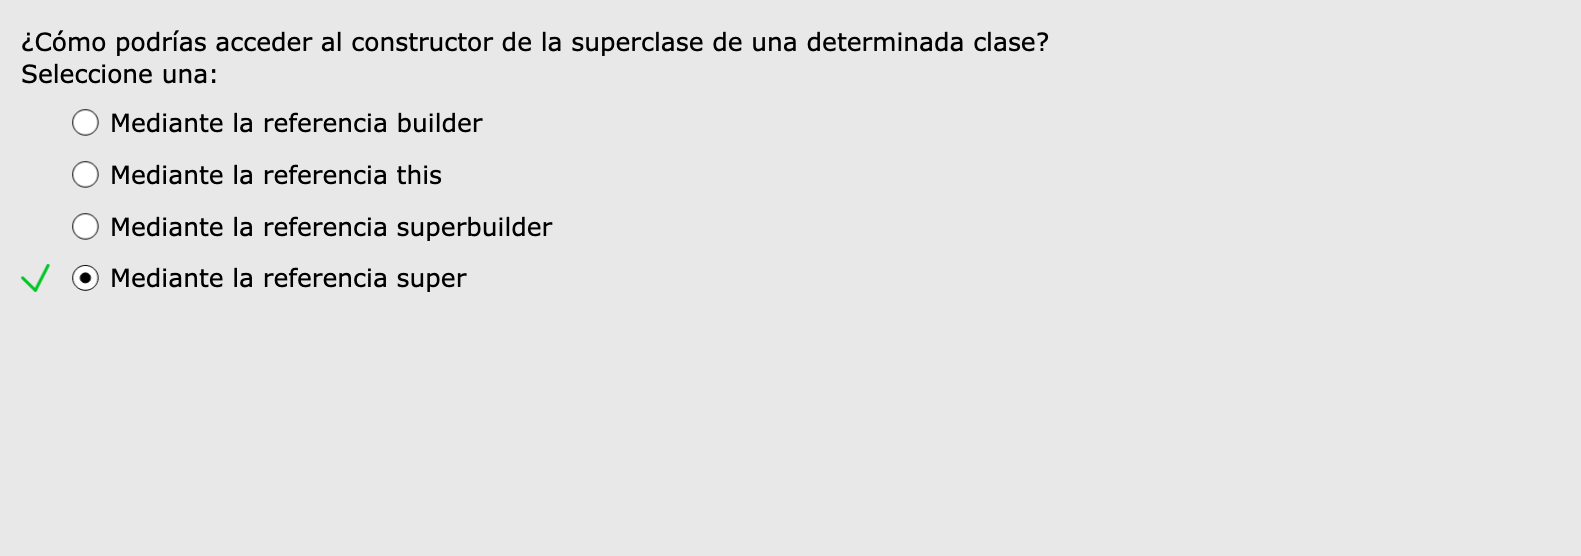 ¿Cómo podrías acceder al constructor de la superclase de una determinada clase?
Seleccione una:
Mediante la referencia builder
Mediante la referencia this
Mediante la referencia superbuilder
Mediante la referencia super